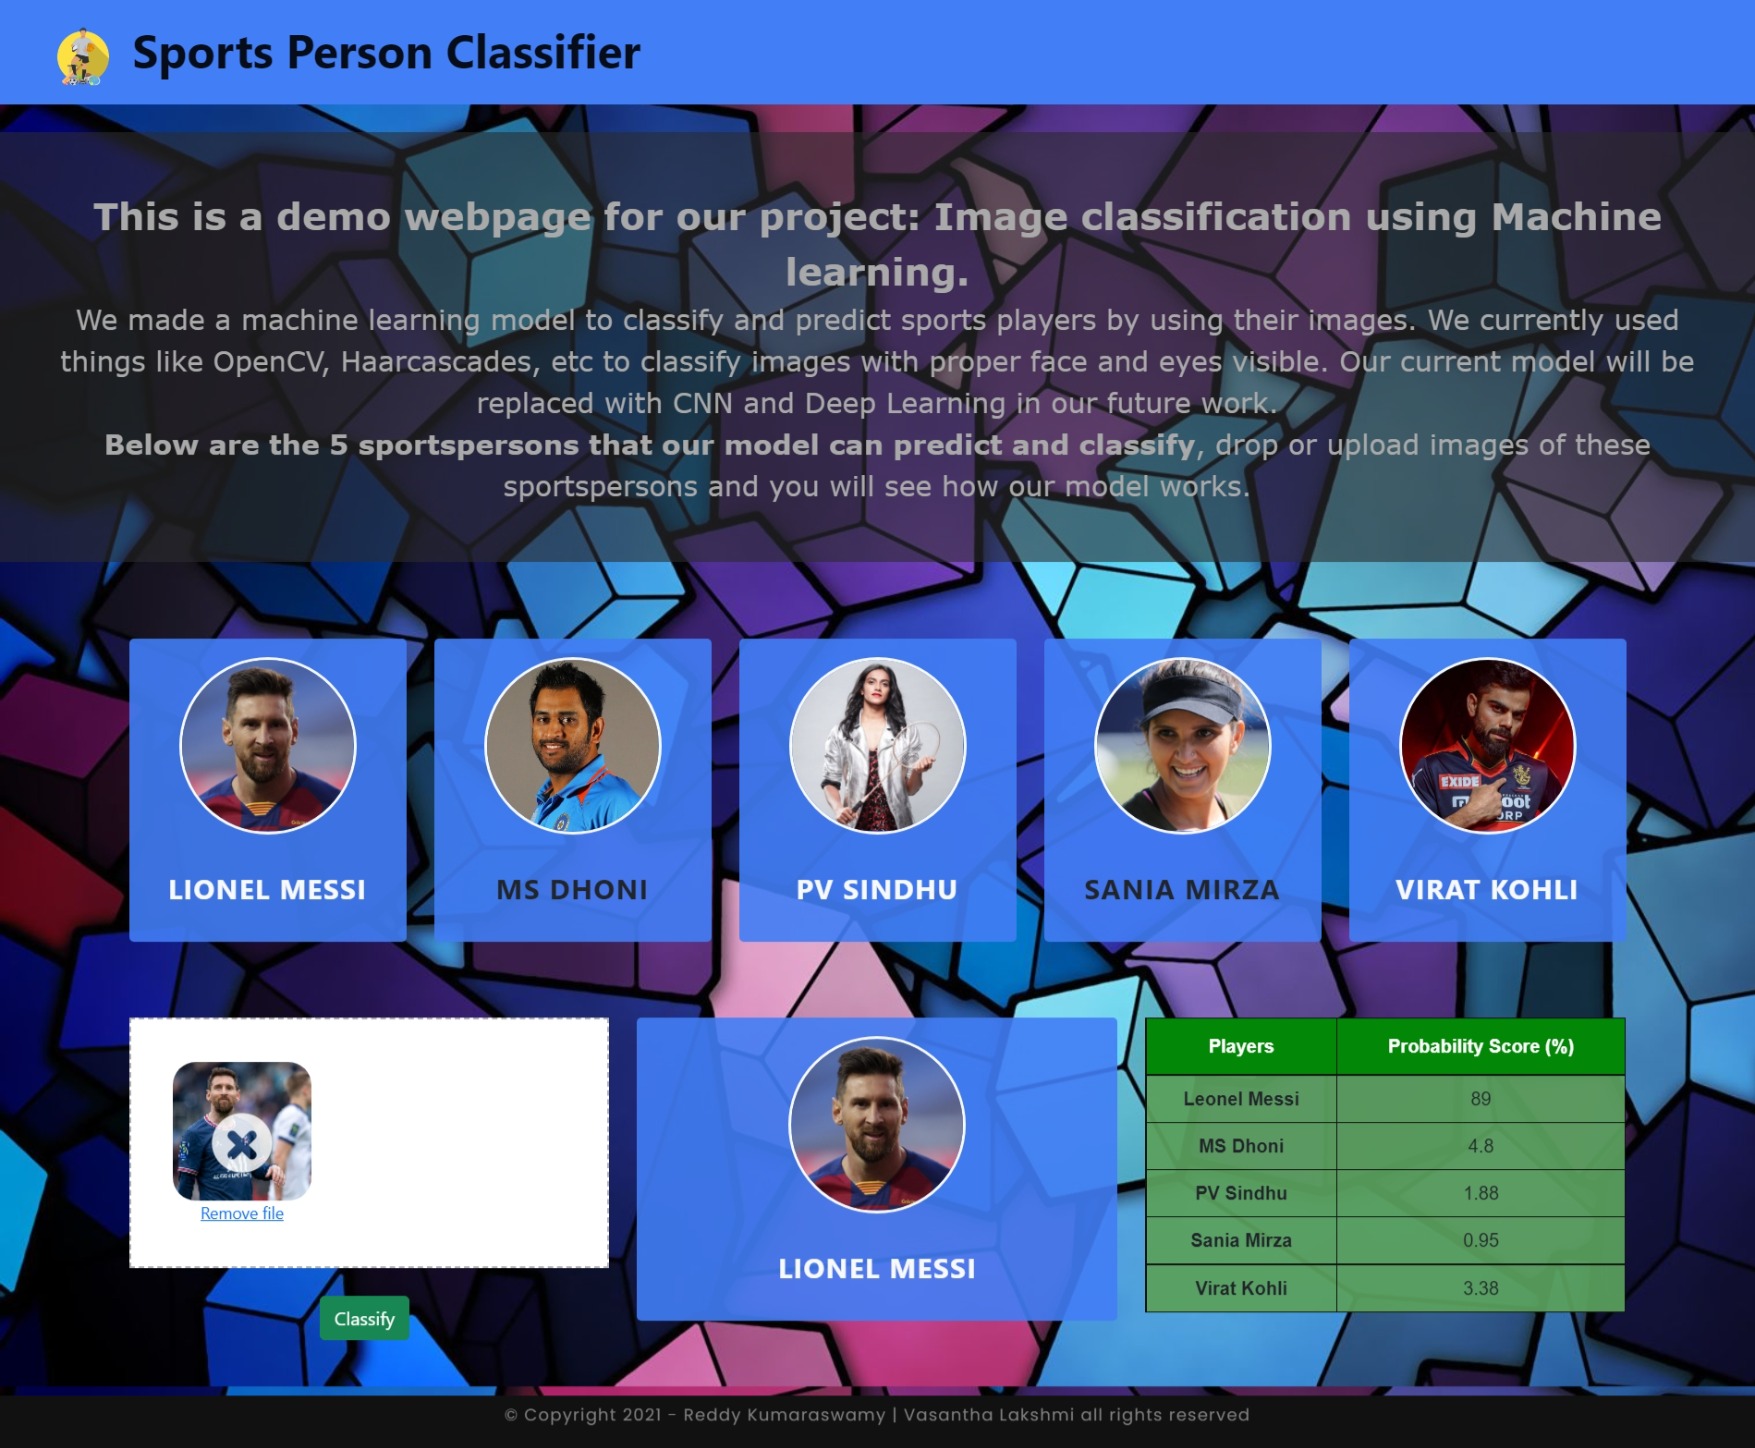 Sports Person Classifier
This is a demo webpage for our project: Image classification using Machine
learning.
We made a machine learning model to classify and predict sports players by using their images. We currently used
things like OpenCV, Haarcascades, etc to classify images with proper face and eyes visible. Our current model will be
replaced with CNN and Deep Learning in our future work.
Below are the 5 sportspersons that our model can predict and classify, drop or upload images of these
sportspersons and you will see how our model works.
EXIDE
LIONEL MESSI
MS DHONI
PV SINDHU
SANIA MIRZA
VIRAT KOHLI
Remove file
Classify
LIONEL MESSI
Players Probability Score (%)
Leonel Messi 89
MS Dhoni 4.8
PV Sindhu 1.88
Sania Mirza 0.95
Virat Kohli 3.38
© Copyright 2021 - Reddy Kumaraswamy | Vasantha Lakshmi all rights reserved